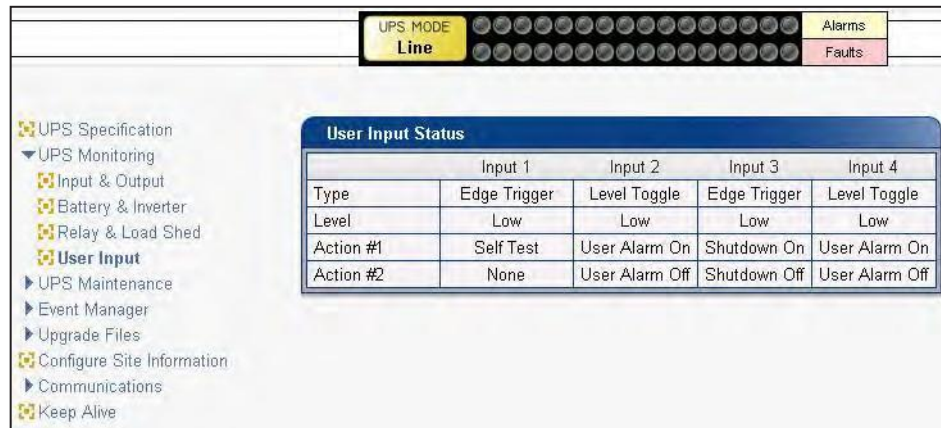 UPS MODE
Line
Alarms
Faults
UPS Specification
UPS Monitoring
Input & Output
Battery & Inverter
Relay & Load Shed
User Input
UPS Maintenance
Event Manager
Upgrade Files
Configure Site Information
Communications
Keep Alive
User Input Status
Input 1 Input 2 Input 3 Input 4
Type Edge Trigger Level Toggle Edge Trigger Level Toggle
Level Low Low Low Low
Action #1 Self Test User Alarm On Shutdown On User Alarm On
Action #2 None User Alarm Off Shutdown Off User Alarm Off